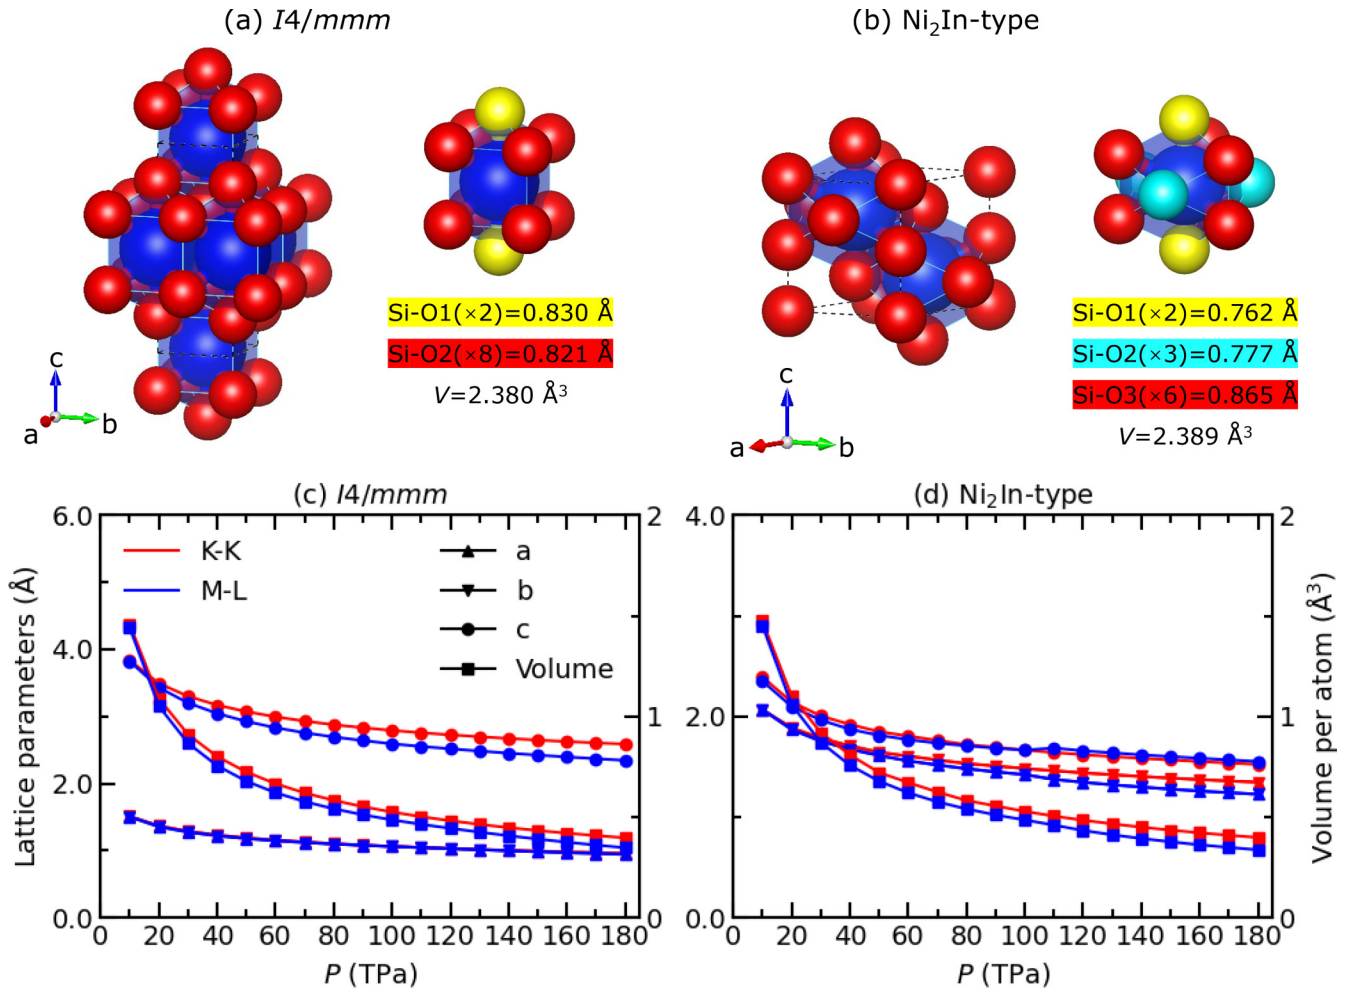 (a) I4/mmm
(b) Ni₂In-type
Si-O1(×2)=0.830 Å
Si-O2(×8)=0.821 Å
V=2.380 Å³
c
a
b
Si-O1(×2)=0.762 Å
Si-O2(×3)=0.777 Å
Si-O3(×6)=0.865 Å
V=2.389 Å³
c
a
b
(c) I4/mmm
(d) Ni₂In-type
6.0
4.0
2.0
0.0
Lattice parameters (Å)
K-K
M-L
a
b
c
Volume
2
1
0
0 20 40 60 80 100 120 140 160 180
P (TPa)
4.0
2.0
0.0
2
1
0
Volume per atom (Å³)
0 20 40 60 80 100 120 140 160 180
P (TPa)